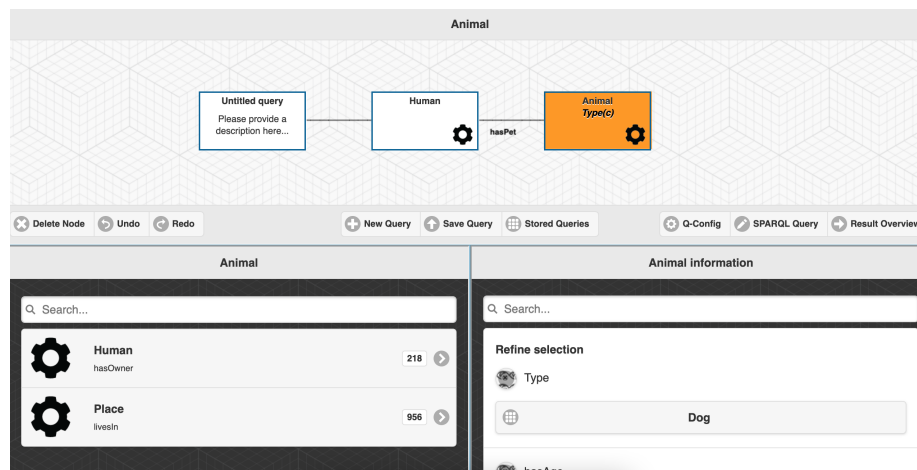 Animal
Untitled query
Please provide a
description here...
Human
hasPet
Animal
Type(c)
Delete Node
Undo
Redo
New Query
Save Query
Stored Queries
Q-Config
SPARQL Query
Result Overview
Animal
Search...
Human
hasOwner
218
Place
livesIn
956
Animal information
Search...
Refine selection
Type
Dog
hasAge